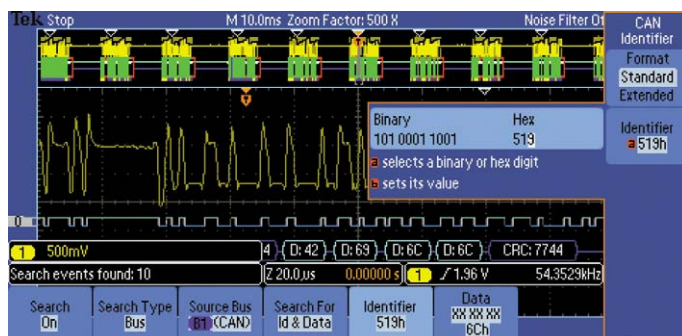 Tek Stop M 10.0ms Zoom Factor: 500 X Noise Filter Of
CAN
Identifier
Format
Standard
Extended
Identifier
a 519h
Binary Hex
101 0001 1001 519
a selects a binary or hex digit
b sets its value
1 500mV
4 D: 42 D: 69 D: 6C D: 6C CRC: 7744
Search events found: 10
Z 20.0µs 0.00000 s 1 1.96 V 54.3529kHz
Search
On
Search Type
Bus
Source Bus
B1 (CAN)
Search For
Id & Data
Identifier
519h
Data
XX XX XX
6Ch